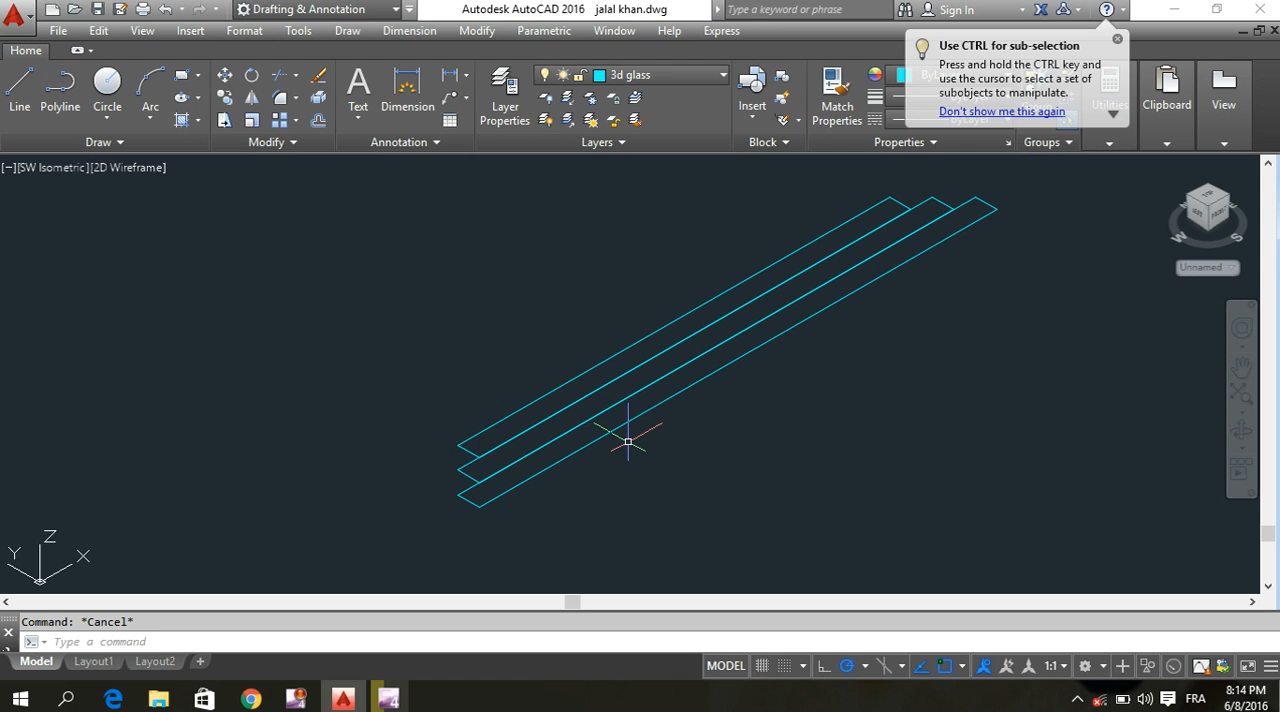 Drafting & Annotation
Autodesk AutoCAD 2016 jalal khan.dwg
Type a keyword or phrase
Sign In
File Edit View Insert Format Tools Draw Dimension Modify Parametric Window Help Express
Home
Use CTRL for sub-selection
Press and hold the CTRL key and
use the cursor to select a set of
subobjects to manipulate.
Don't show me this again
3d glass
Line Polyline Circle Arc Text Dimension Layer Properties Insert Match Properties Utilities Clipboard View
Draw Modify Annotation Layers Block Properties Groups
[−][SW Isometric][2D Wireframe]
TOP
LEFT FRONT
W S
Unnamed
Z
Y X
Command: *Cancel*
Type a command
Model Layout1 Layout2 +
MODEL 1:1
FRA
8:14 PM
6/8/2016